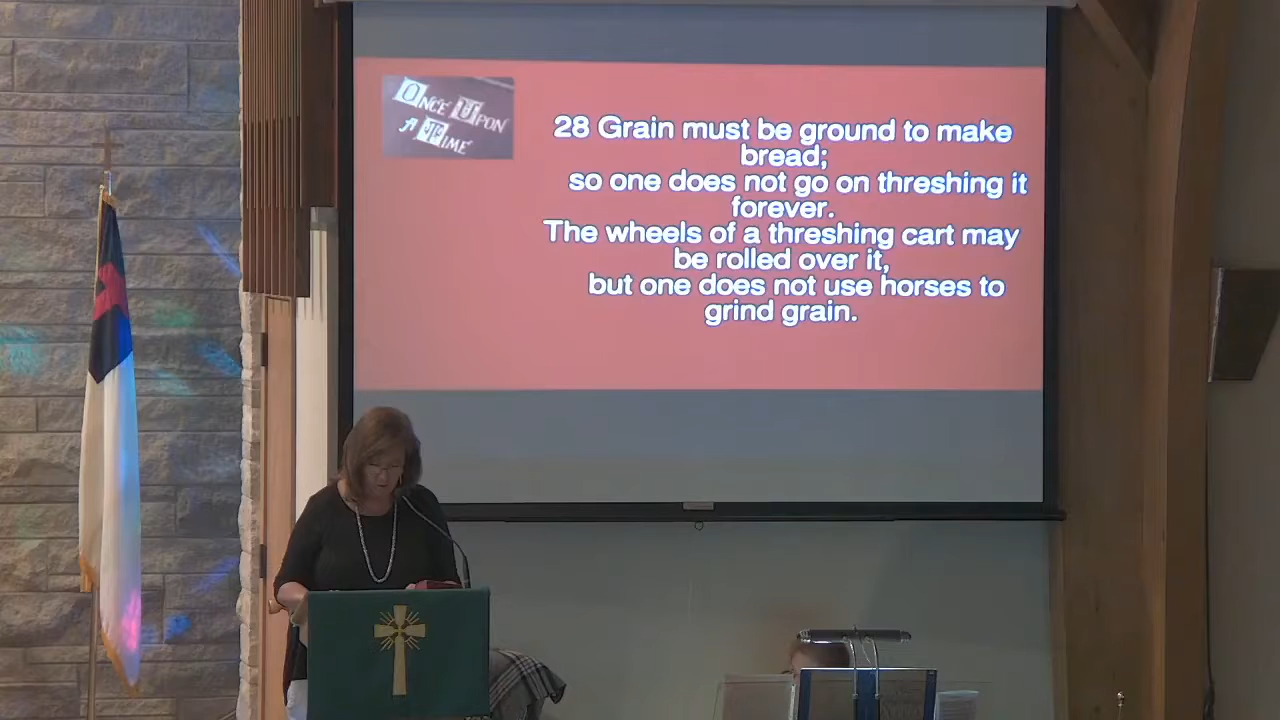 Once Upon
A Time
28 Grain must be ground to make
bread;
so one does not go on threshing it
forever.
The wheels of a threshing cart may
be rolled over it,
but one does not use horses to
grind grain.